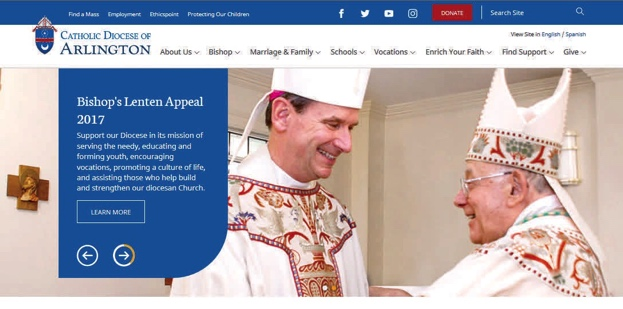 Find a Mass Employment Ethicspoint Protecting Our Children DONATE Search Site
View Site in English / Spanish
CATHOLIC DIOCESE OF
ARLINGTON
About Us Bishop Marriage & Family Schools Vocations Enrich Your Faith Find Support Give
Bishop's Lenten Appeal
2017
Support our Diocese in its mission of
serving the needy, educating and
forming youth, encouraging
vocations, promoting a culture of life,
and assisting those who help build
and strengthen our diocesan Church.
LEARN MORE